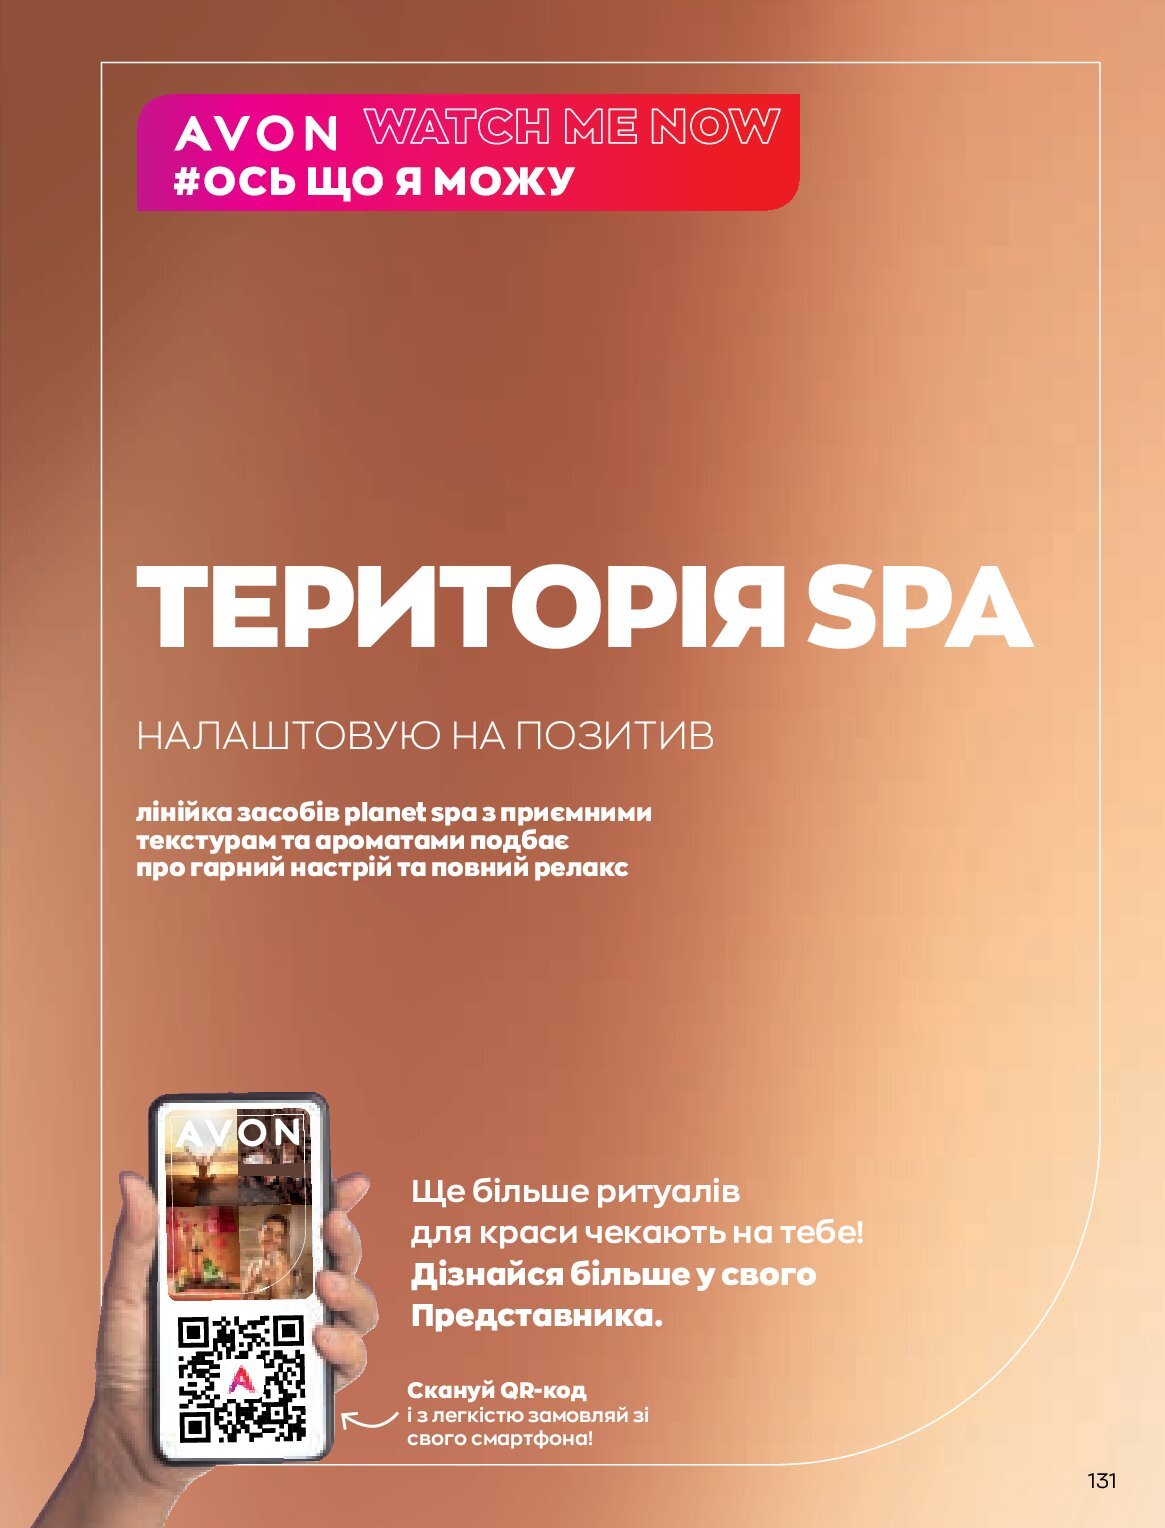 AVON WATCH ME NOW
#ОСЬ ЩО Я МОЖУ
ТЕРИТОРІЯ SPA
НАЛАШТОВУЮ НА ПОЗИТИВ
лінійка засобів planet spa з приємними
текстурам та ароматами подбає
про гарний настрій та повний релакс
AVON
Ще більше ритуалів
для краси чекають на тебе!
Дізнайся більше у свого
Представника.
Скануй QR-код
і з легкістю замовляй зі
свого смартфона!
131